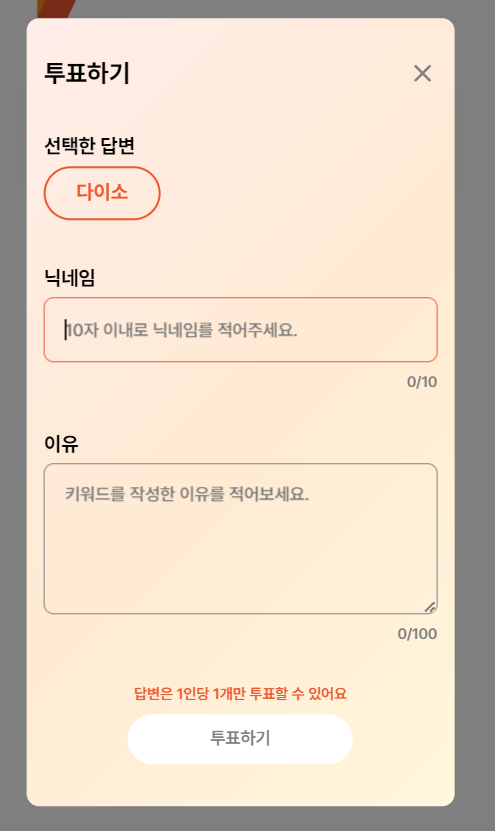 투표하기
선택한 답변
다이소
닉네임
10자 이내로 닉네임를 적어주세요.
0/10
이유
키워드를 작성한 이유를 적어보세요.
0/100
답변은 1인당 1개만 투표할 수 있어요
투표하기